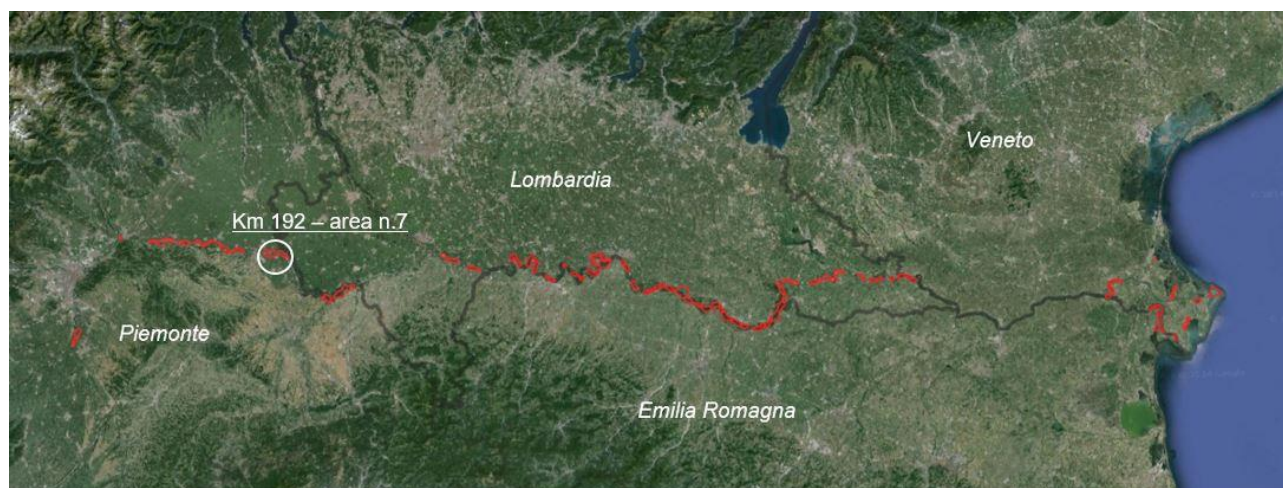 Veneto
Lombardia
Km 192 – area n.7
Piemonte
Emilia Romagna